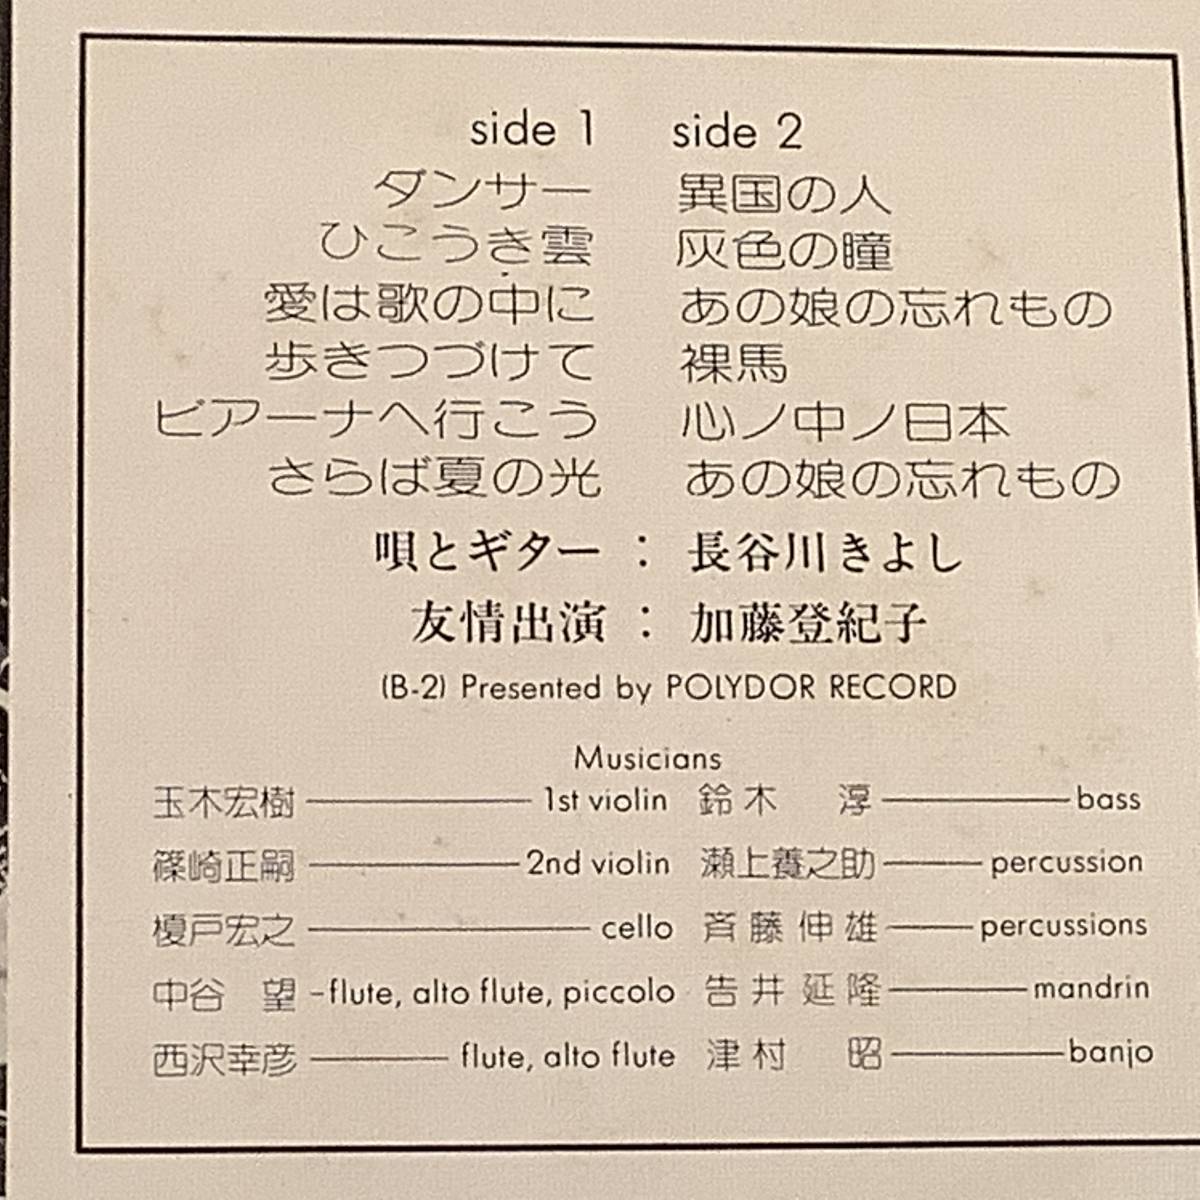 side 1 side 2
ダンサー 異国の人
ひこうき雲 灰色の瞳
愛は歌の中に あの娘の忘れもの
歩きつづけて 裸馬
ビアーナへ行こう 心ノ中ノ日本
さらば夏の光 あの娘の忘れもの
唄とギター : 長谷川きよし
友情出演 : 加藤登紀子
(B-2) Presented by POLYDOR RECORD
Musicians
玉木宏樹 ── 1st violin 鈴木 淳 ── bass
篠崎正嗣 ── 2nd violin 瀬上養之助 ── percussion
榎戸宏之 ── cello 斉藤伸雄 ── percussions
中谷 望 -flute, alto flute, piccolo 告井延隆 ── mandrin
西沢幸彦 ── flute, alto flute 津村 昭 ── banjo